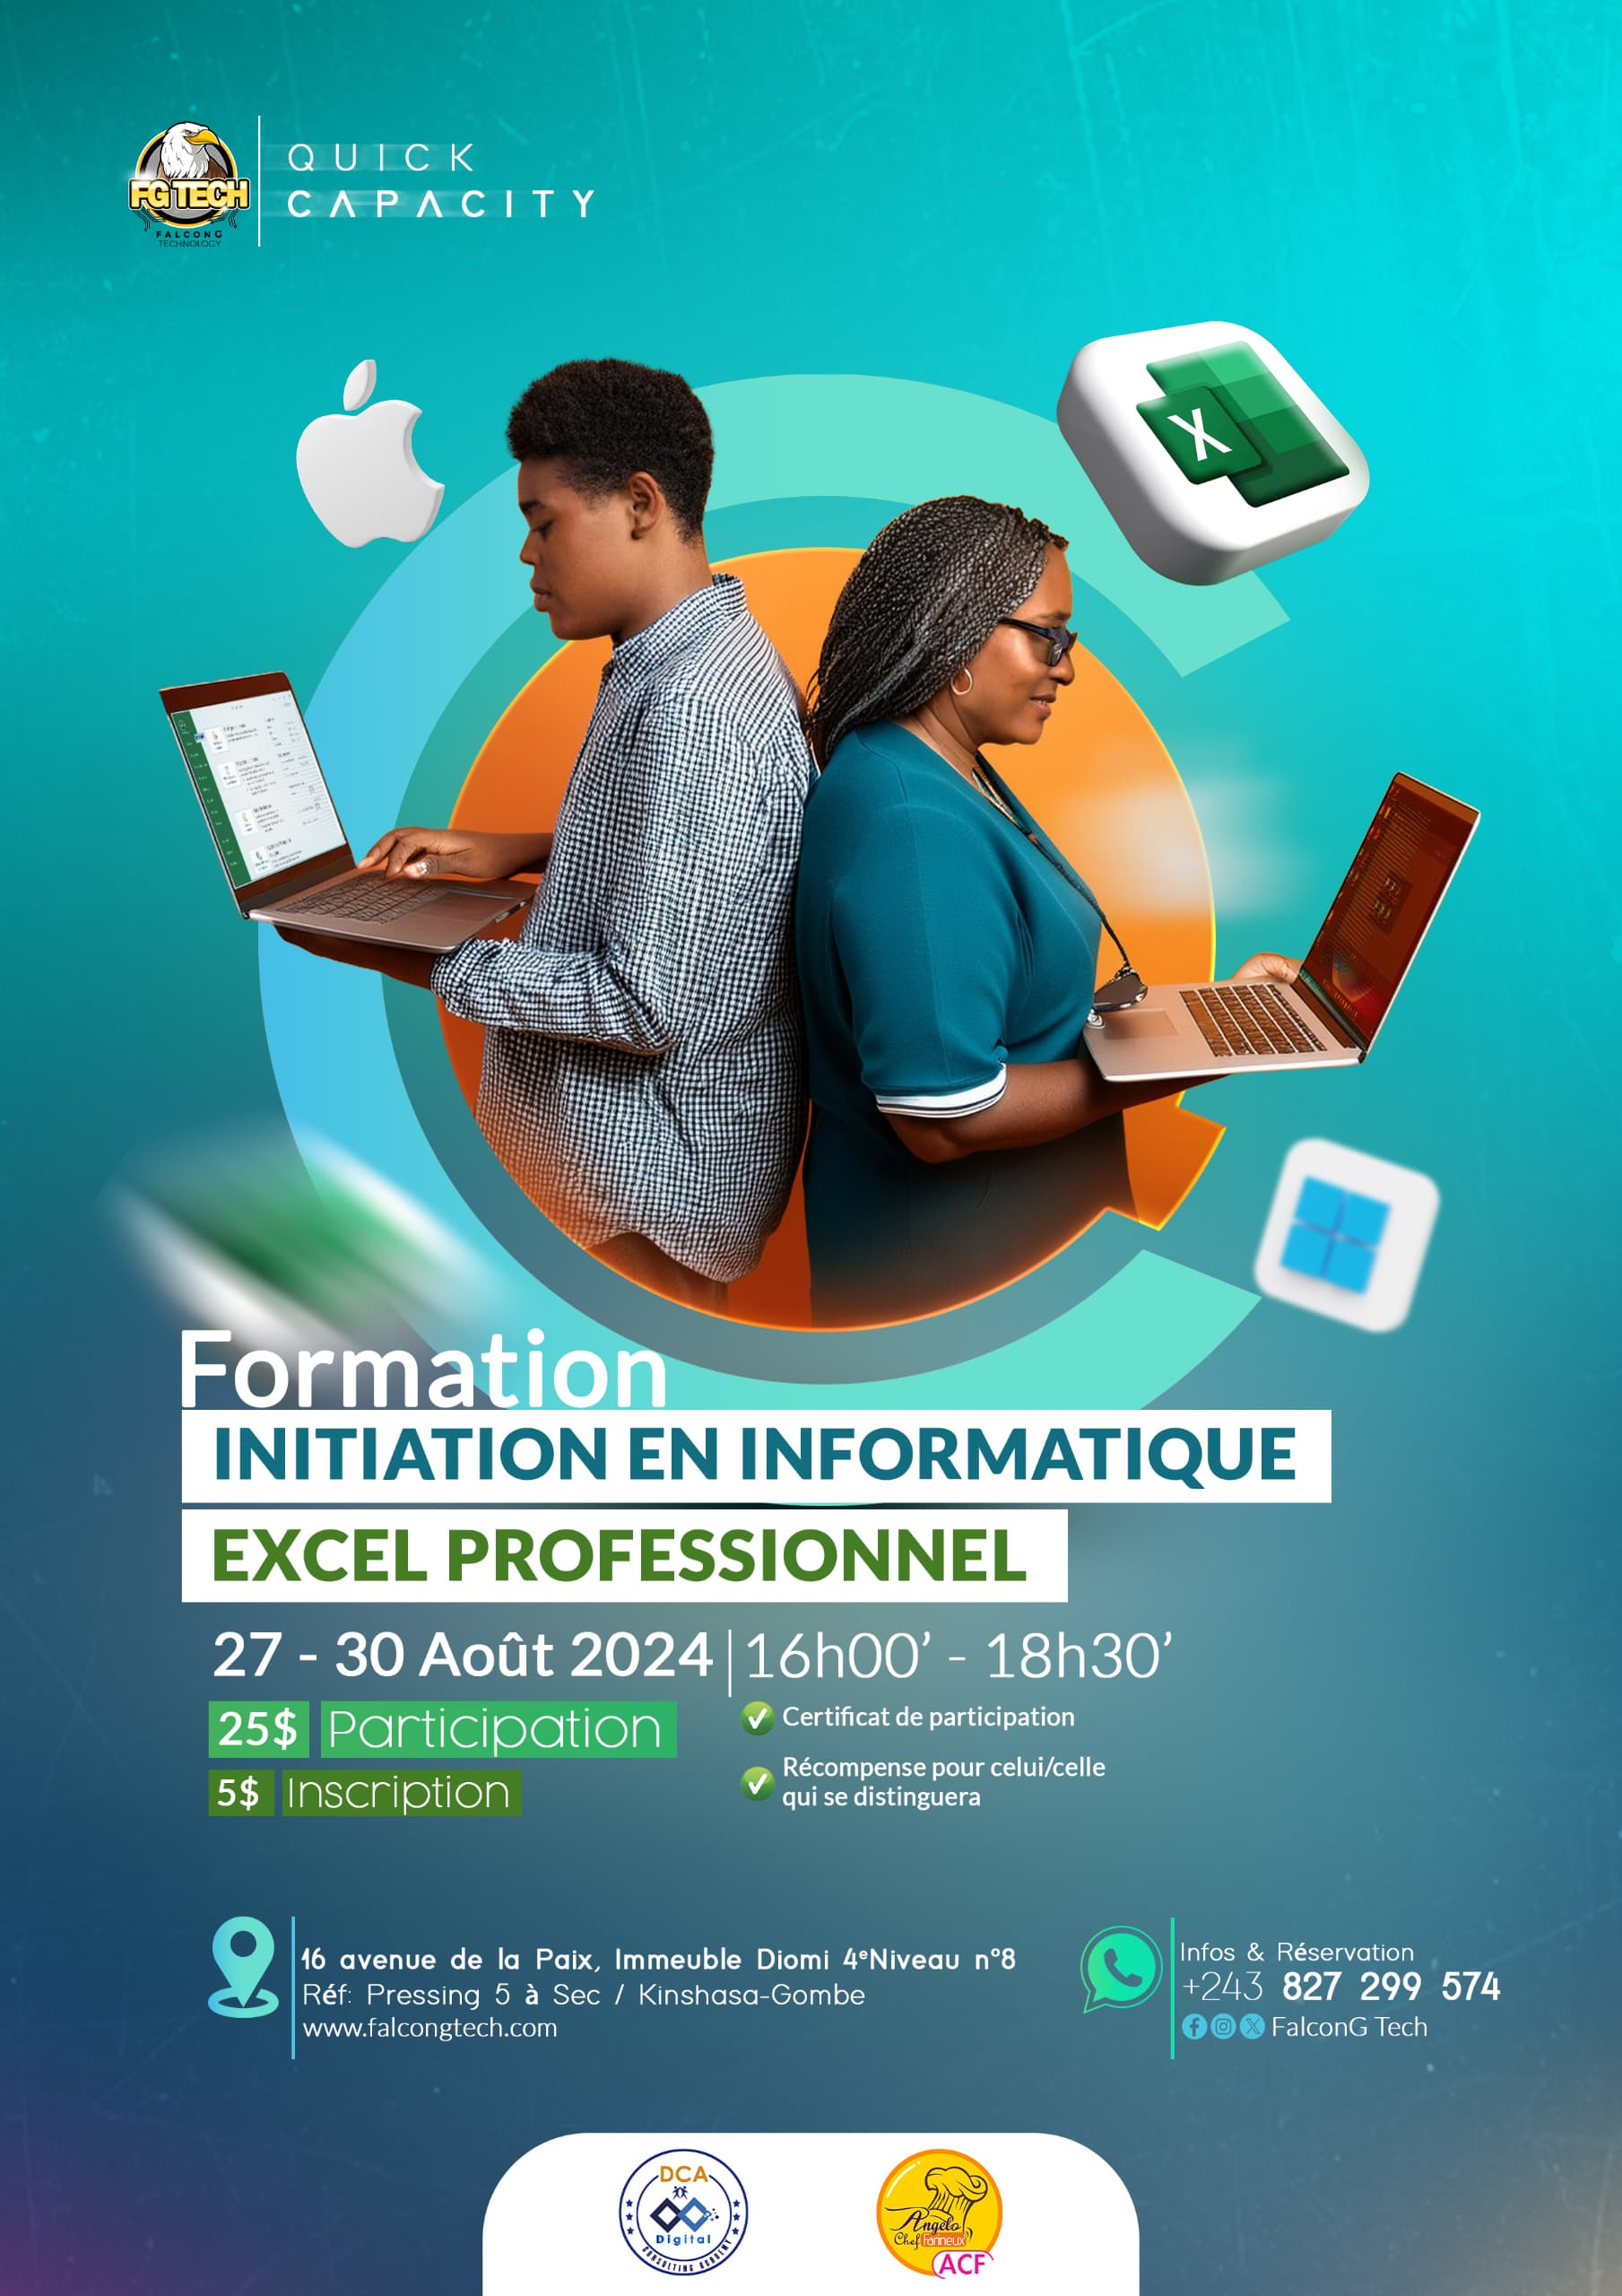 FG TECH
FALCONG
TECHNOLOGY
QUICK
CAPACITY
Formation
INITIATION EN INFORMATIQUE
EXCEL PROFESSIONNEL
27 - 30 Août 2024 | 16h00’ - 18h30’
25$ Participation
5$ Inscription
Certificat de participation
Récompense pour celui/celle
qui se distinguera
16 avenue de la Paix, Immeuble Diomi 4ᵉNiveau n°8
Réf: Pressing 5 à Sec / Kinshasa-Gombe
www.falcongtech.com
Infos & Réservation
+243 827 299 574
FalconG Tech
DCA
Digital
CONSULTING ACADEMY
Angelo
Chef Farineux
ACF